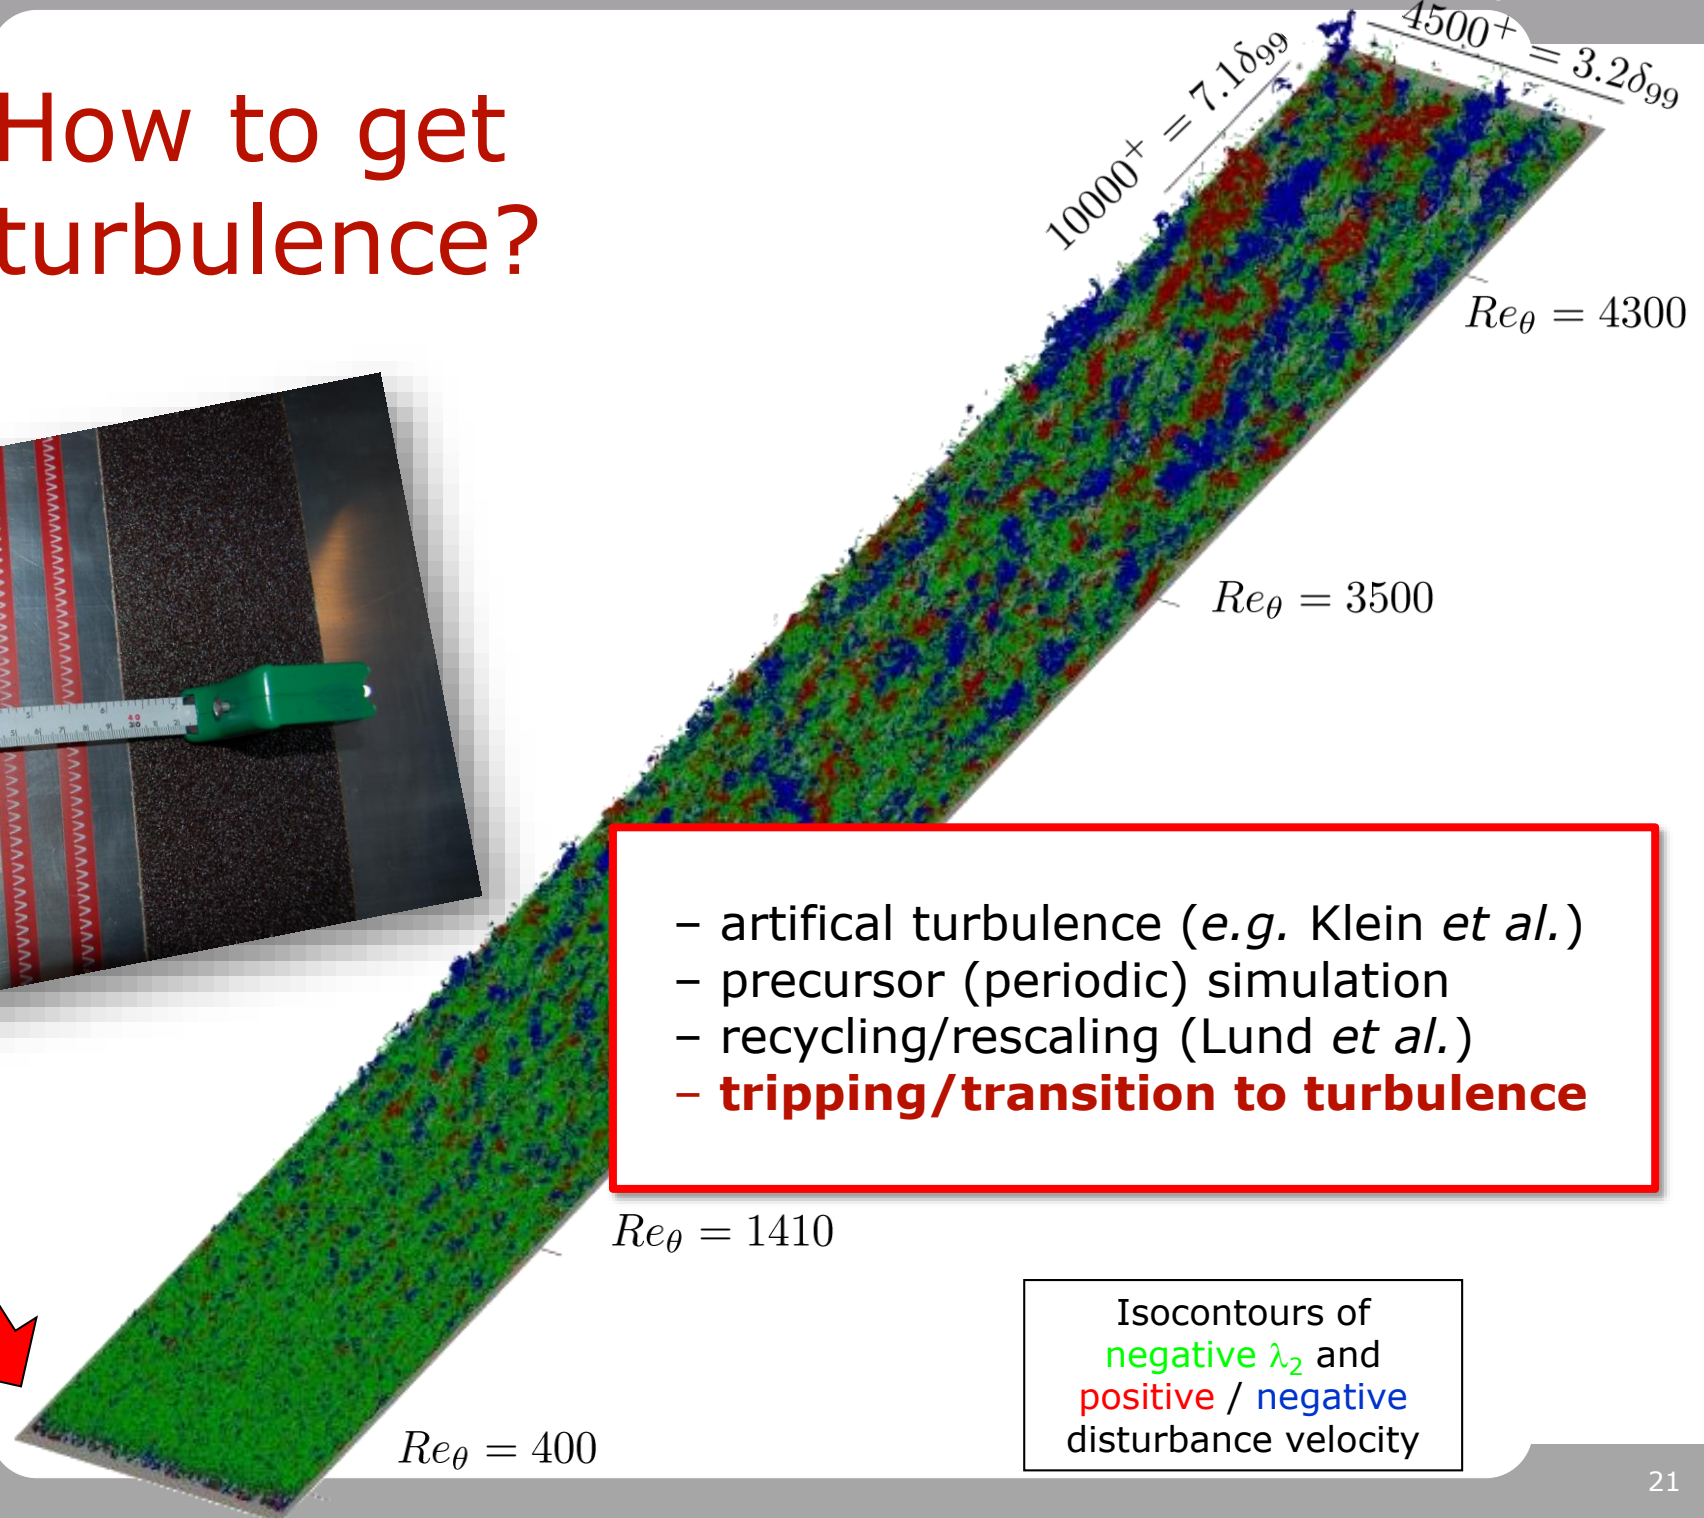 How to get
turbulence?
4500⁺ = 3.2δ₉₉
10000⁺ = 7.1δ₉₉
Re_θ = 4300
Re_θ = 3500
– artifical turbulence (e.g. Klein et al.)
– precursor (periodic) simulation
– recycling/rescaling (Lund et al.)
– tripping/transition to turbulence
Re_θ = 1410
Isocontours of
negative λ₂ and
positive / negative
disturbance velocity
Re_θ = 400
21